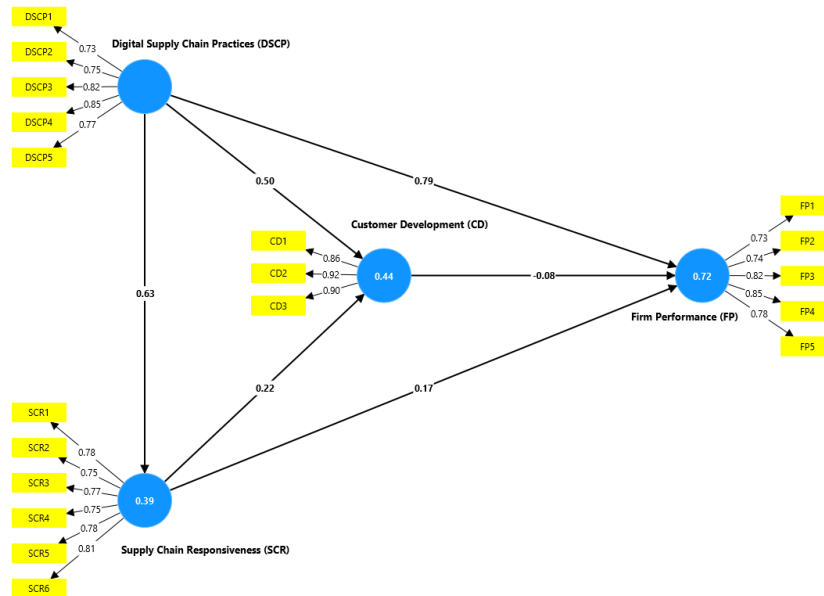 DSCP1
DSCP2
DSCP3
DSCP4
DSCP5
0.73
0.75
0.82
0.85
0.77
Digital Supply Chain Practices (DSCP)
0.50
0.79
0.63
Customer Development (CD)
CD1
CD2
CD3
0.86
0.92
0.90
0.44
-0.08
0.72
Firm Performance (FP)
FP1
FP2
FP3
FP4
FP5
0.73
0.74
0.82
0.85
0.78
0.22
0.17
SCR1
SCR2
SCR3
SCR4
SCR5
SCR6
0.78
0.75
0.77
0.75
0.78
0.81
0.39
Supply Chain Responsiveness (SCR)